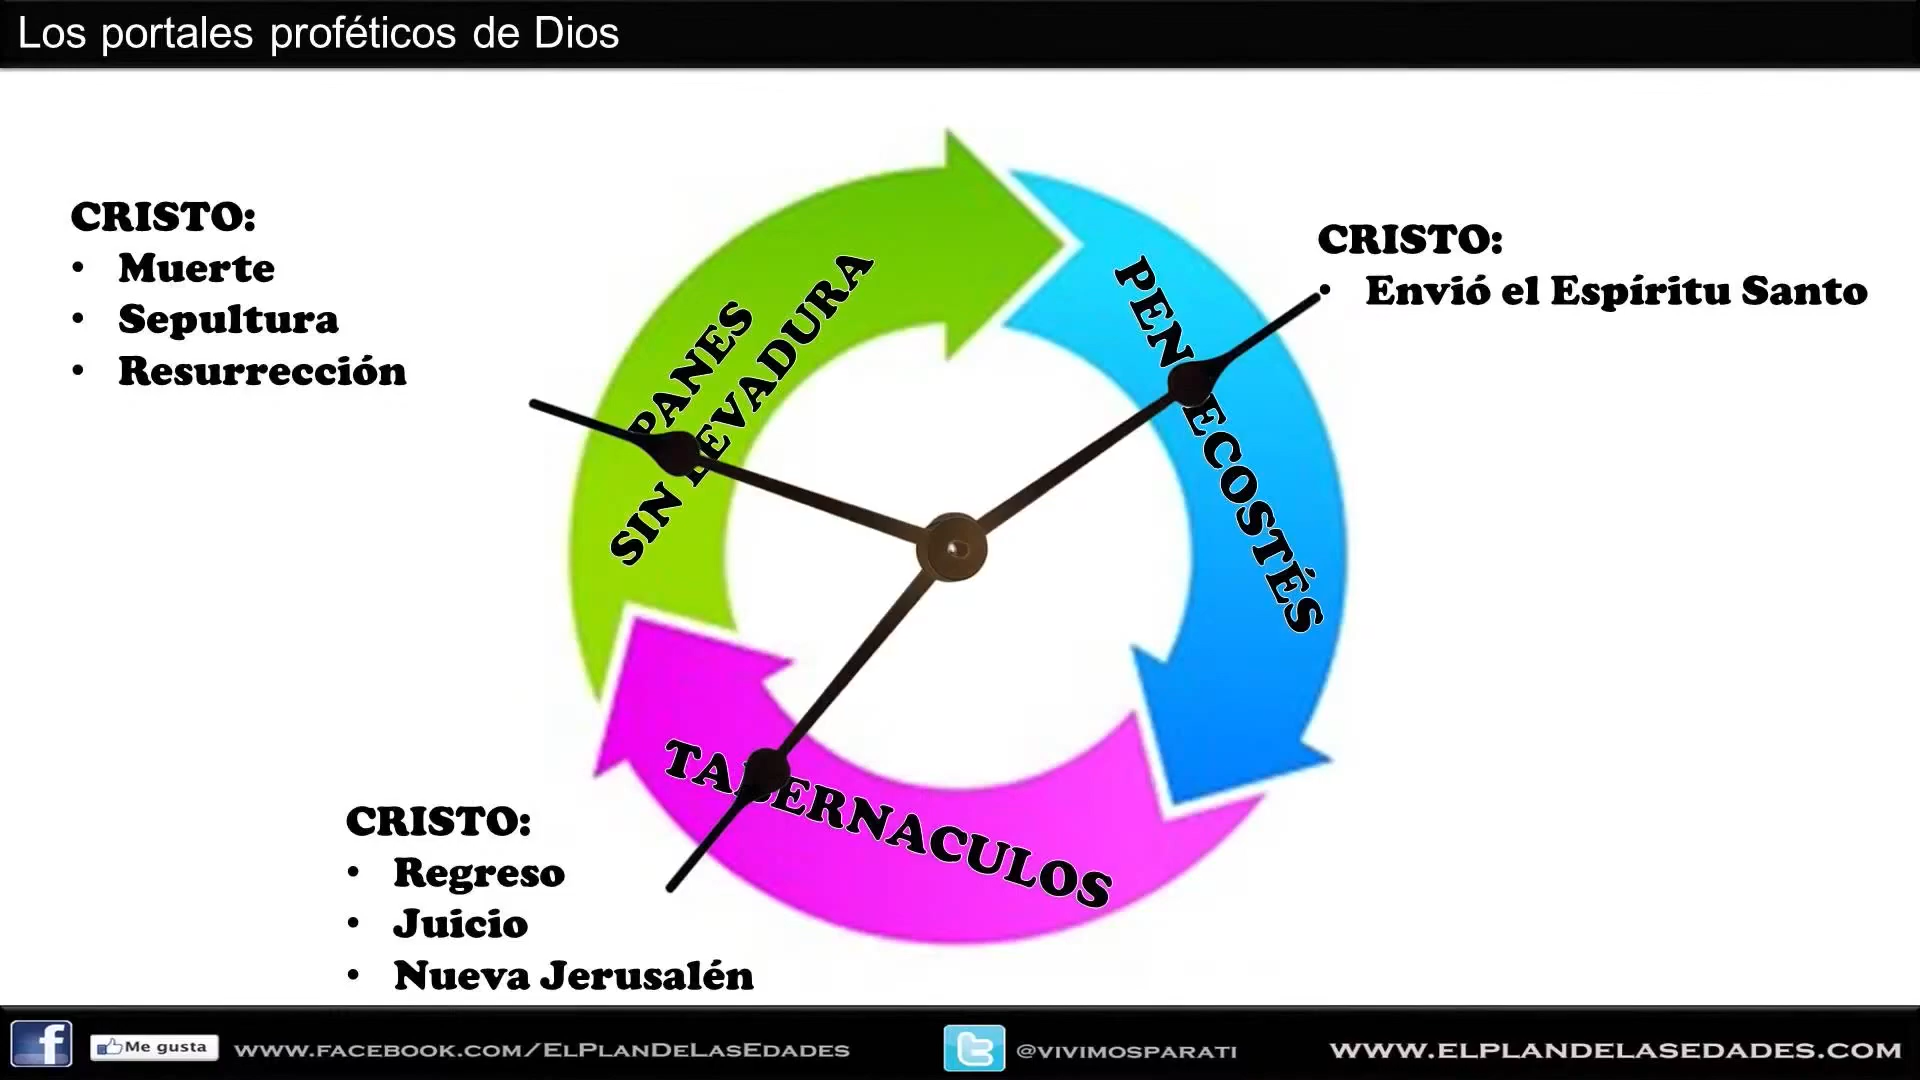 Los portales proféticos de Dios
CRISTO:
• Muerte
• Sepultura
• Resurrección
CRISTO:
• Envió el Espíritu Santo
PANES
SIN LEVADURA
PENTECOSTÉS
TABERNACULOS
CRISTO:
• Regreso
• Juicio
• Nueva Jerusalén
f Me gusta www.facebook.com/ElPlanDeLasEdades
@vivimosparati
www.elplandelasedades.com